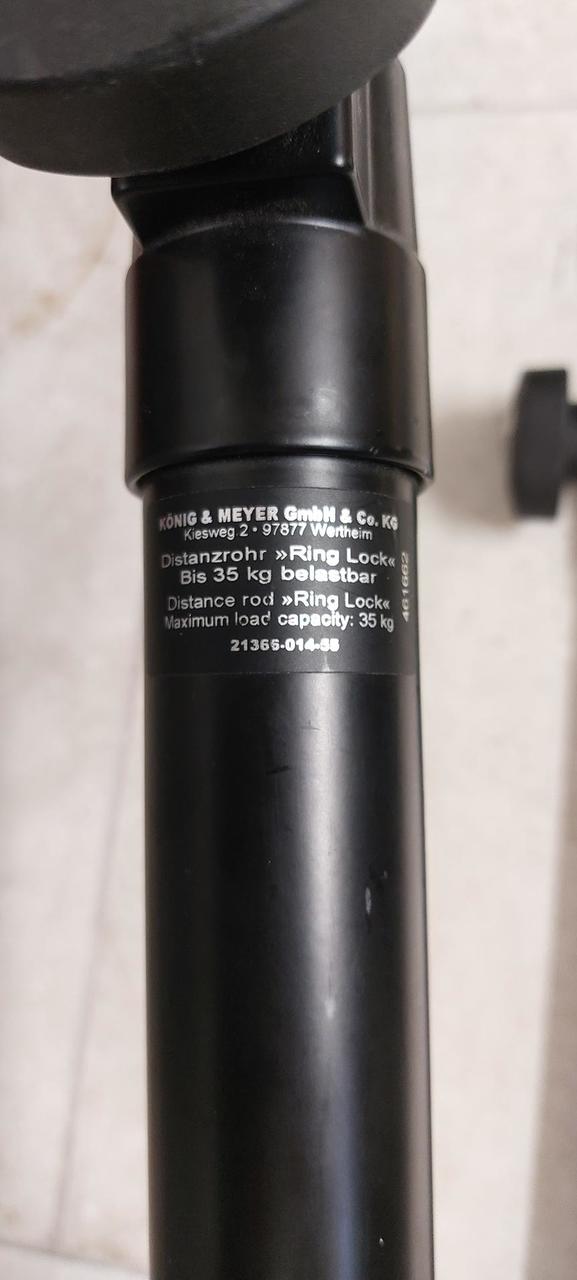 KÖNIG & MEYER GmbH & Co. KG
Kiesweg 2 • 97877 Wertheim
Distanzrohr »Ring Lock«
Bis 35 kg belastbar
Distance rod »Ring Lock«
Maximum load capacity: 35 kg
21366-014-55
461662